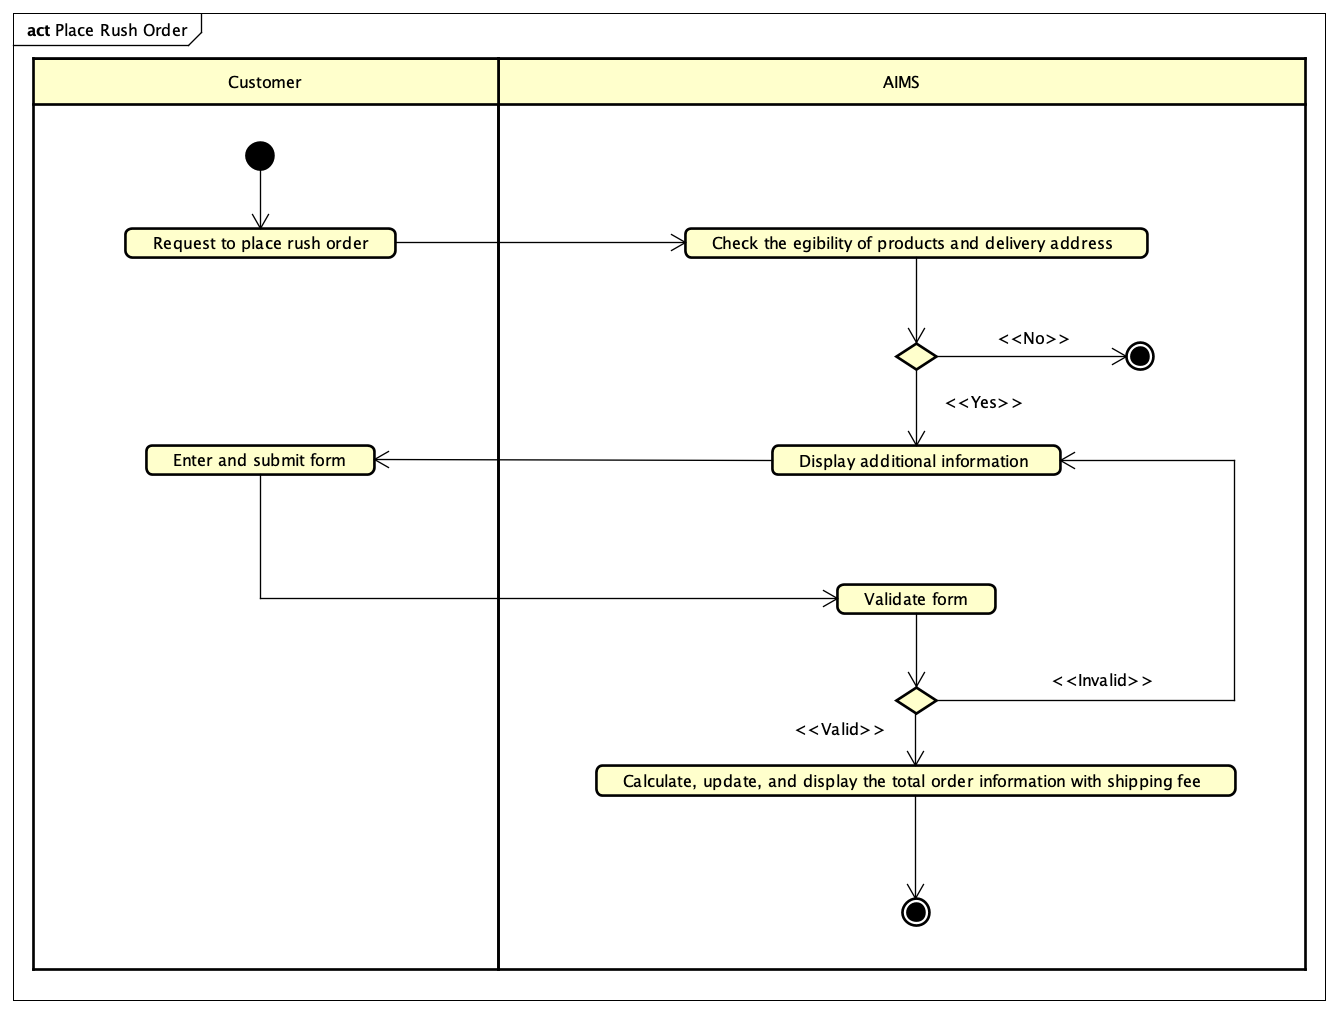 act Place Rush Order
Customer
AIMS
Request to place rush order
Check the egibility of products and delivery address
<<No>>
<<Yes>>
Enter and submit form
Display additional information
Validate form
<<Invalid>>
<<Valid>>
Calculate, update, and display the total order information with shipping fee